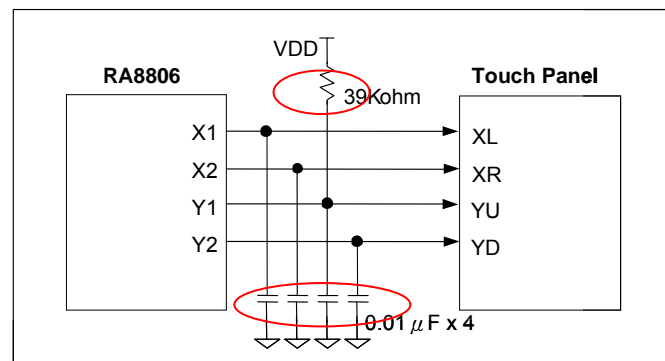 VDD
RA8806
Touch Panel
39Kohm
X1
XL
X2
XR
Y1
YU
Y2
YD
0.01μF x 4